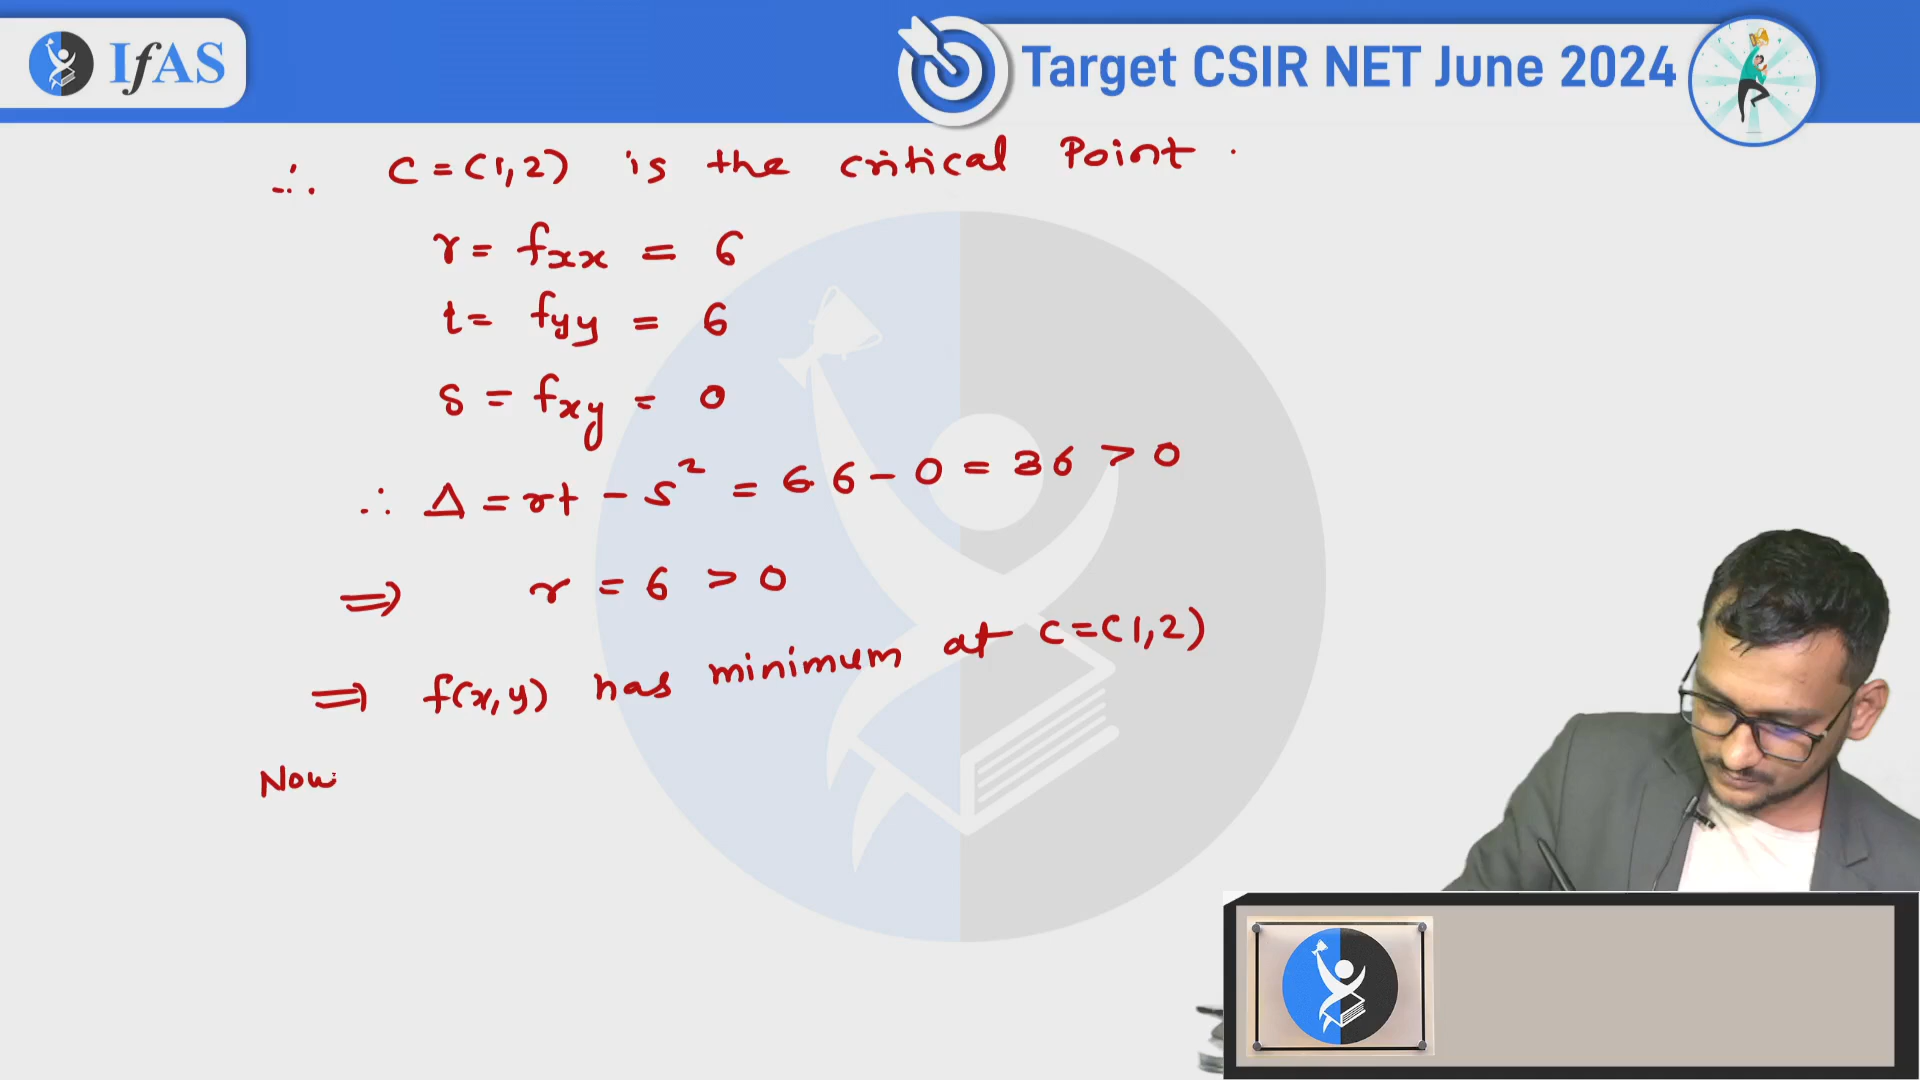 IfAS
Target CSIR NET June 2024
∴ C = (1,2) is the critical Point .
r = fxx = 6
t = fyy = 6
s = fxy = 0
∴ Δ = rt - s² = 6.6 - 0 = 36 > 0
⇒ r = 6 > 0
⇒ f(x,y) has minimum at C = (1,2)
Now